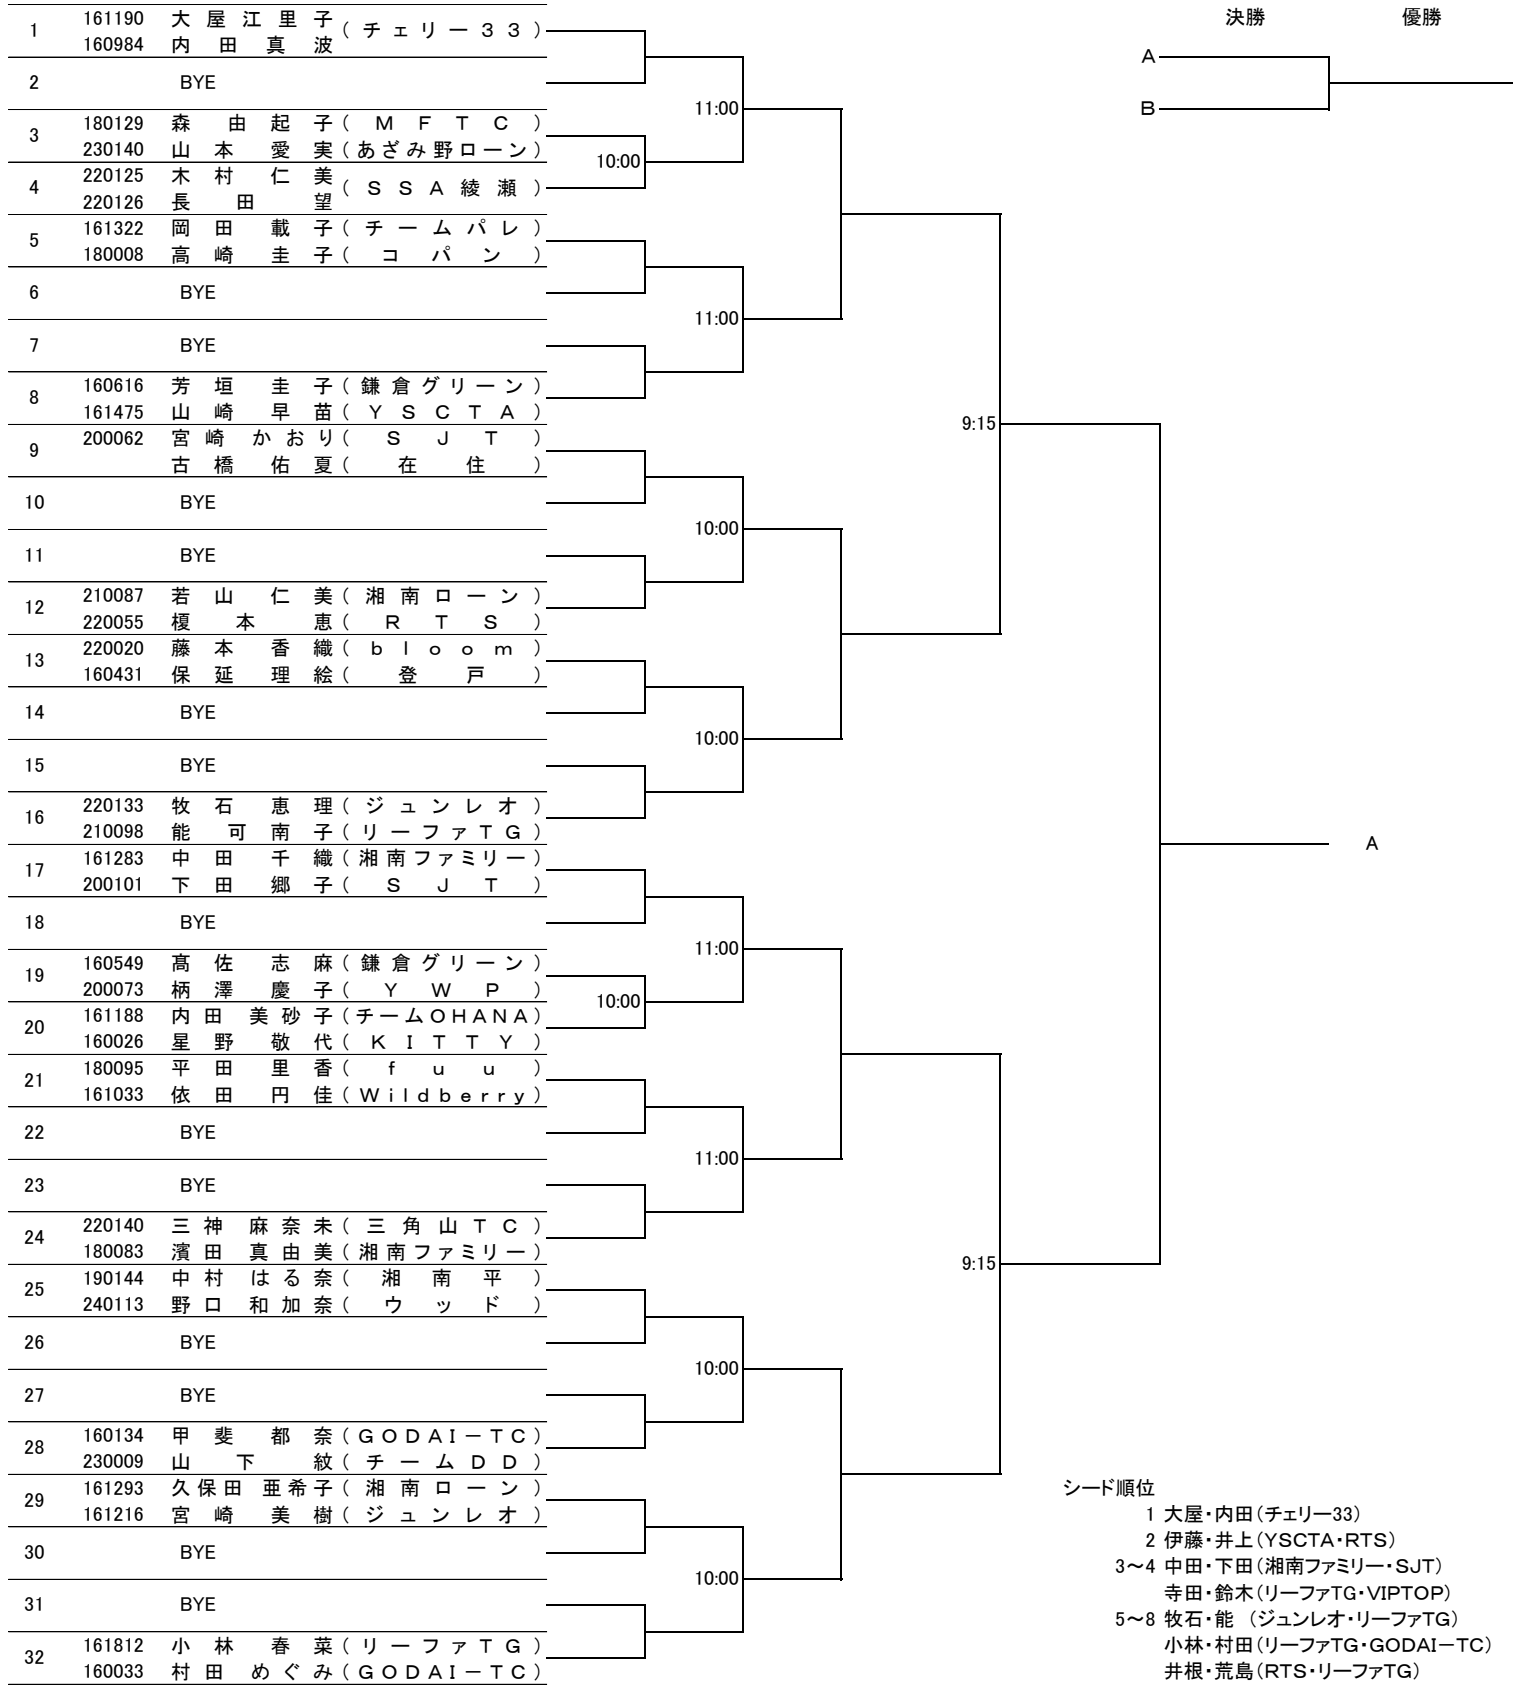 決勝 優勝
A
B
1 161190 大屋江里子 (チェリー33)
160984 内田真波
2 BYE
11:00
3 180129 森由起子 (MFTC)
230140 山本愛実 (あざみ野ローン)
10:00
4 220125 木村仁美 (SSA綾瀬)
220126 長田望
5 161322 岡田載子 (チームパレ)
180008 高崎圭子 (コパン)
6 BYE
11:00
7 BYE
8 160616 芳垣圭子 (鎌倉グリーン)
161475 山崎早苗 (YSCTA)
9:15
9 200062 宮崎かおり (SJT)
古橋佑夏 (在住)
10 BYE
10:00
11 BYE
12 210087 若山仁美 (湘南ローン)
220055 榎本恵 (RTS)
13 220020 藤本香織 (bloom)
160431 保延理絵 (登戸)
14 BYE
10:00
15 BYE
16 220133 牧石恵理 (ジュンレオ)
210098 能可南子 (リーファTG)
A
17 161283 中田千織 (湘南ファミリー)
200101 下田郷子 (SJT)
18 BYE
11:00
19 160549 髙佐志麻 (鎌倉グリーン)
200073 柄澤慶子 (YWP)
10:00
20 161188 内田美砂子 (チームOHANA)
160026 星野敬代 (KITTY)
21 180095 平田里香 (fuu)
161033 依田円佳 (Wildberry)
22 BYE
11:00
23 BYE
24 220140 三神麻奈未 (三角山TC)
180083 濱田真由美 (湘南ファミリー)
9:15
25 190144 中村はる奈 (湘南平)
240113 野口和加奈 (ウッド)
26 BYE
10:00
27 BYE
28 160134 甲斐都奈 (GODAI-TC)
230009 山下紋 (チームDD)
29 161293 久保田亜希子 (湘南ローン)
161216 宮崎美樹 (ジュンレオ)
30 BYE
10:00
31 BYE
32 161812 小林春菜 (リーファTG)
160033 村田めぐみ (GODAI-TC)
シード順位
1 大屋・内田(チェリー33)
2 伊藤・井上(YSCTA・RTS)
3~4 中田・下田(湘南ファミリー・SJT)
寺田・鈴木(リーファTG・VIPTOP)
5~8 牧石・能 (ジュンレオ・リーファTG)
小林・村田(リーファTG・GODAI-TC)
井根・荒島(RTS・リーファTG)